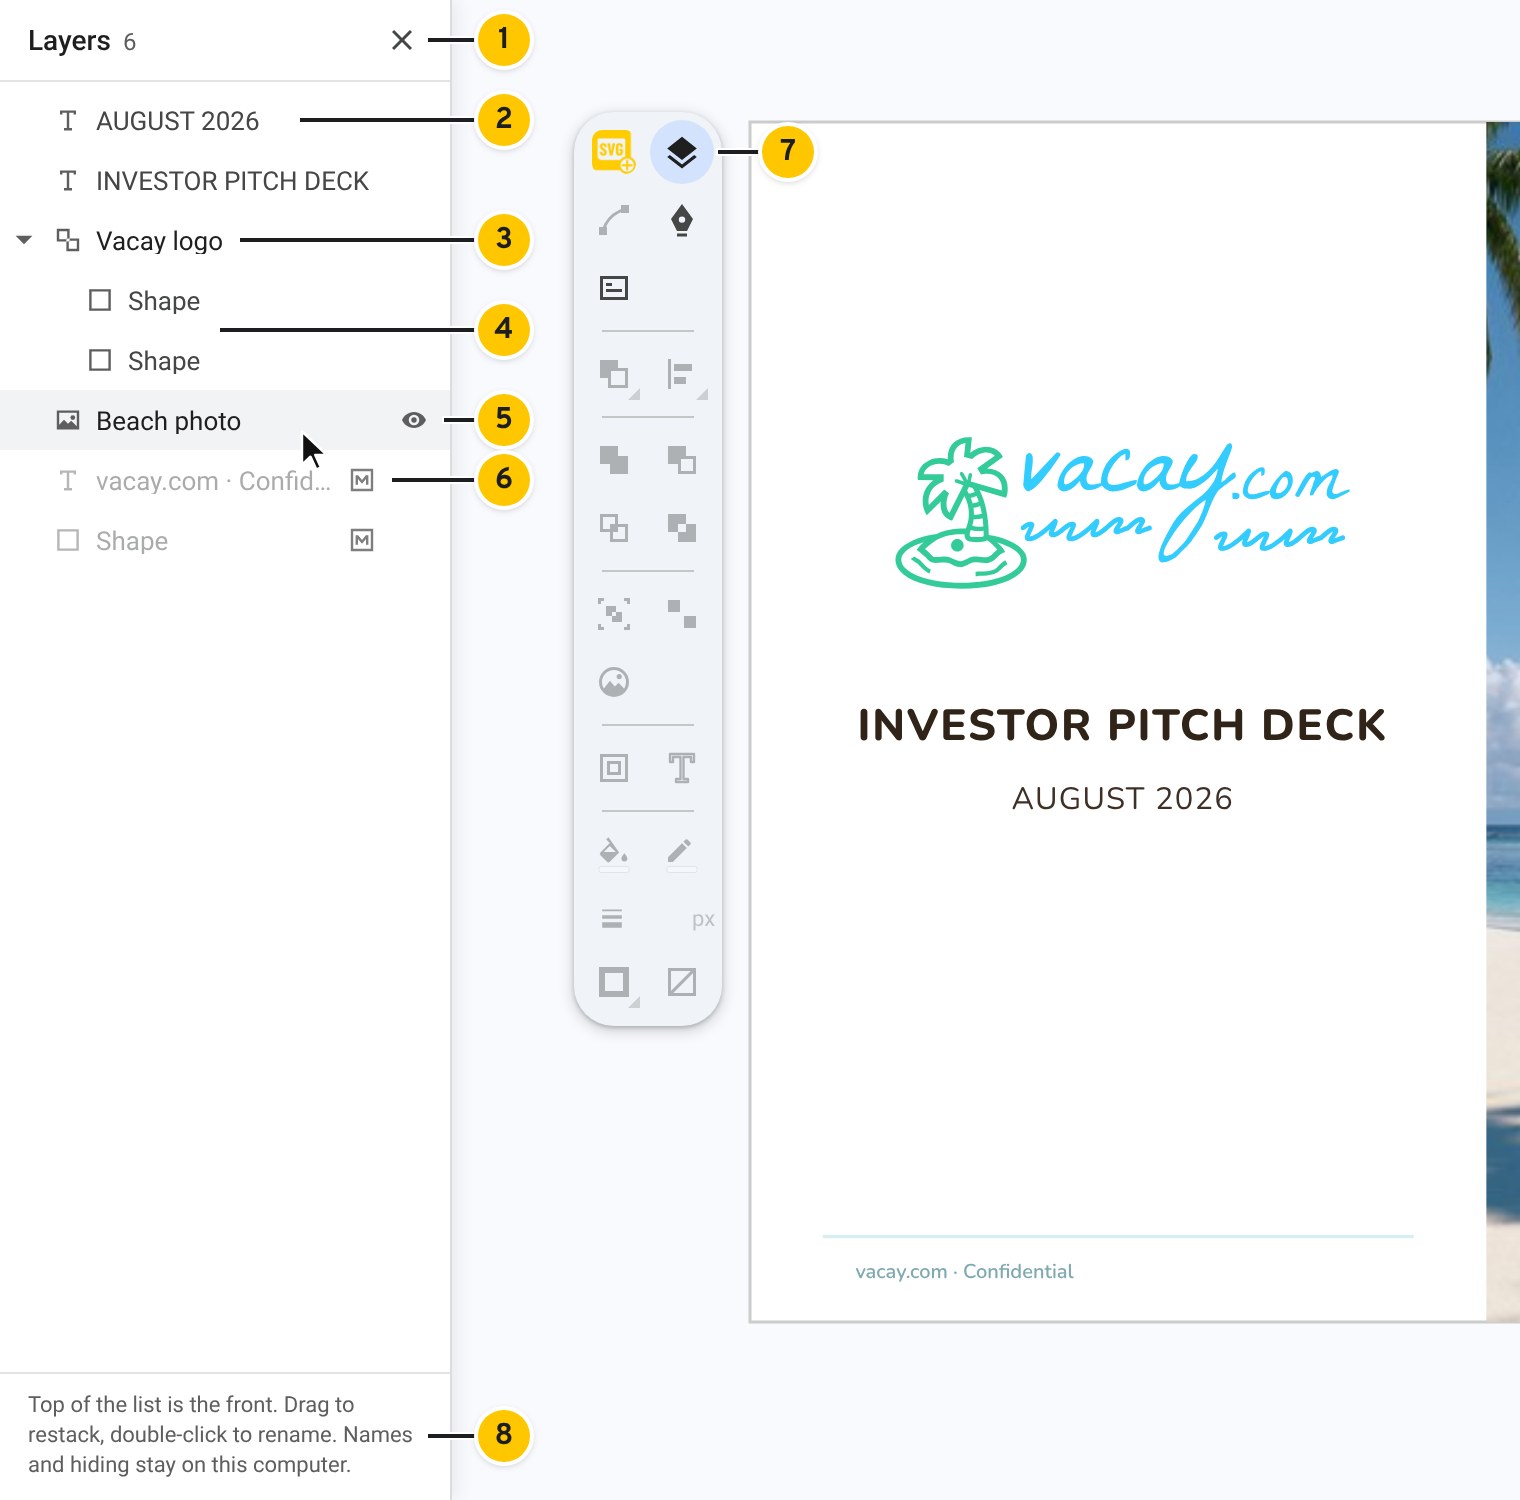 Layers 6
1
AUGUST 2026
2
INVESTOR PITCH DECK
Vacay logo
3
Shape
4
Shape
Beach photo
5
vacay.com · Confid...
M
6
Shape
M
SVG
7
px
vacay.com
INVESTOR PITCH DECK
AUGUST 2026
vacay.com · Confidential
Top of the list is the front. Drag to
restack, double-click to rename. Names
and hiding stay on this computer.
8